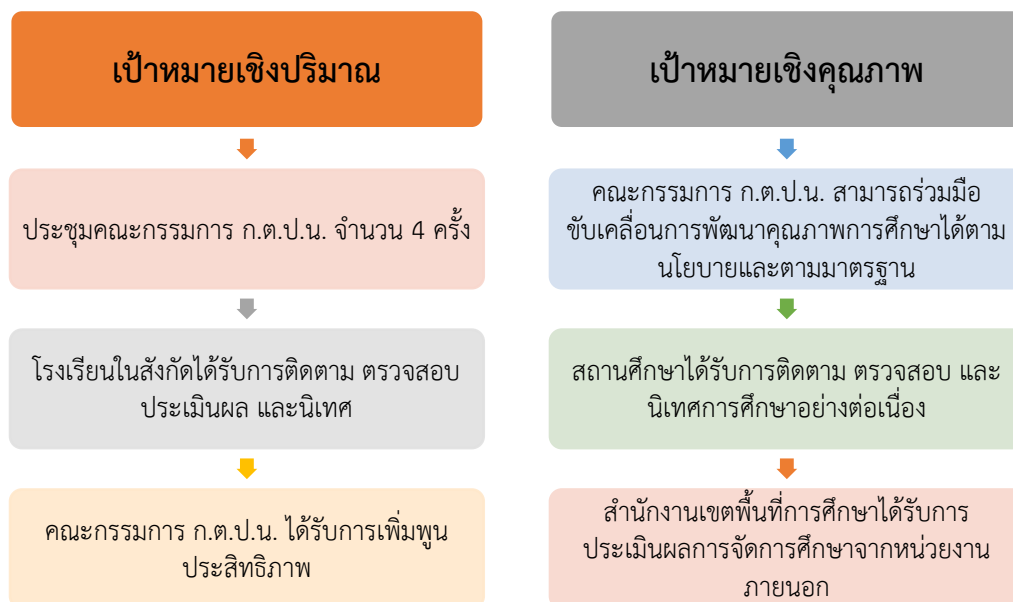 เป้าหมายเชิงปริมาณ
ประชุมคณะกรรมการ ก.ต.ป.น. จำนวน 4 ครั้ง
โรงเรียนในสังกัดได้รับการติดตาม ตรวจสอบ
ประเมินผล และนิเทศ
คณะกรรมการ ก.ต.ป.น. ได้รับการเพิ่มพูน
ประสิทธิภาพ
เป้าหมายเชิงคุณภาพ
คณะกรรมการ ก.ต.ป.น. สามารถร่วมมือ
ขับเคลื่อนการพัฒนาคุณภาพการศึกษาได้ตาม
นโยบายและตามมาตรฐาน
สถานศึกษาได้รับการติดตาม ตรวจสอบ และ
นิเทศการศึกษาอย่างต่อเนื่อง
สำนักงานเขตพื้นที่การศึกษาได้รับการ
ประเมินผลการจัดการศึกษาจากหน่วยงาน
ภายนอก